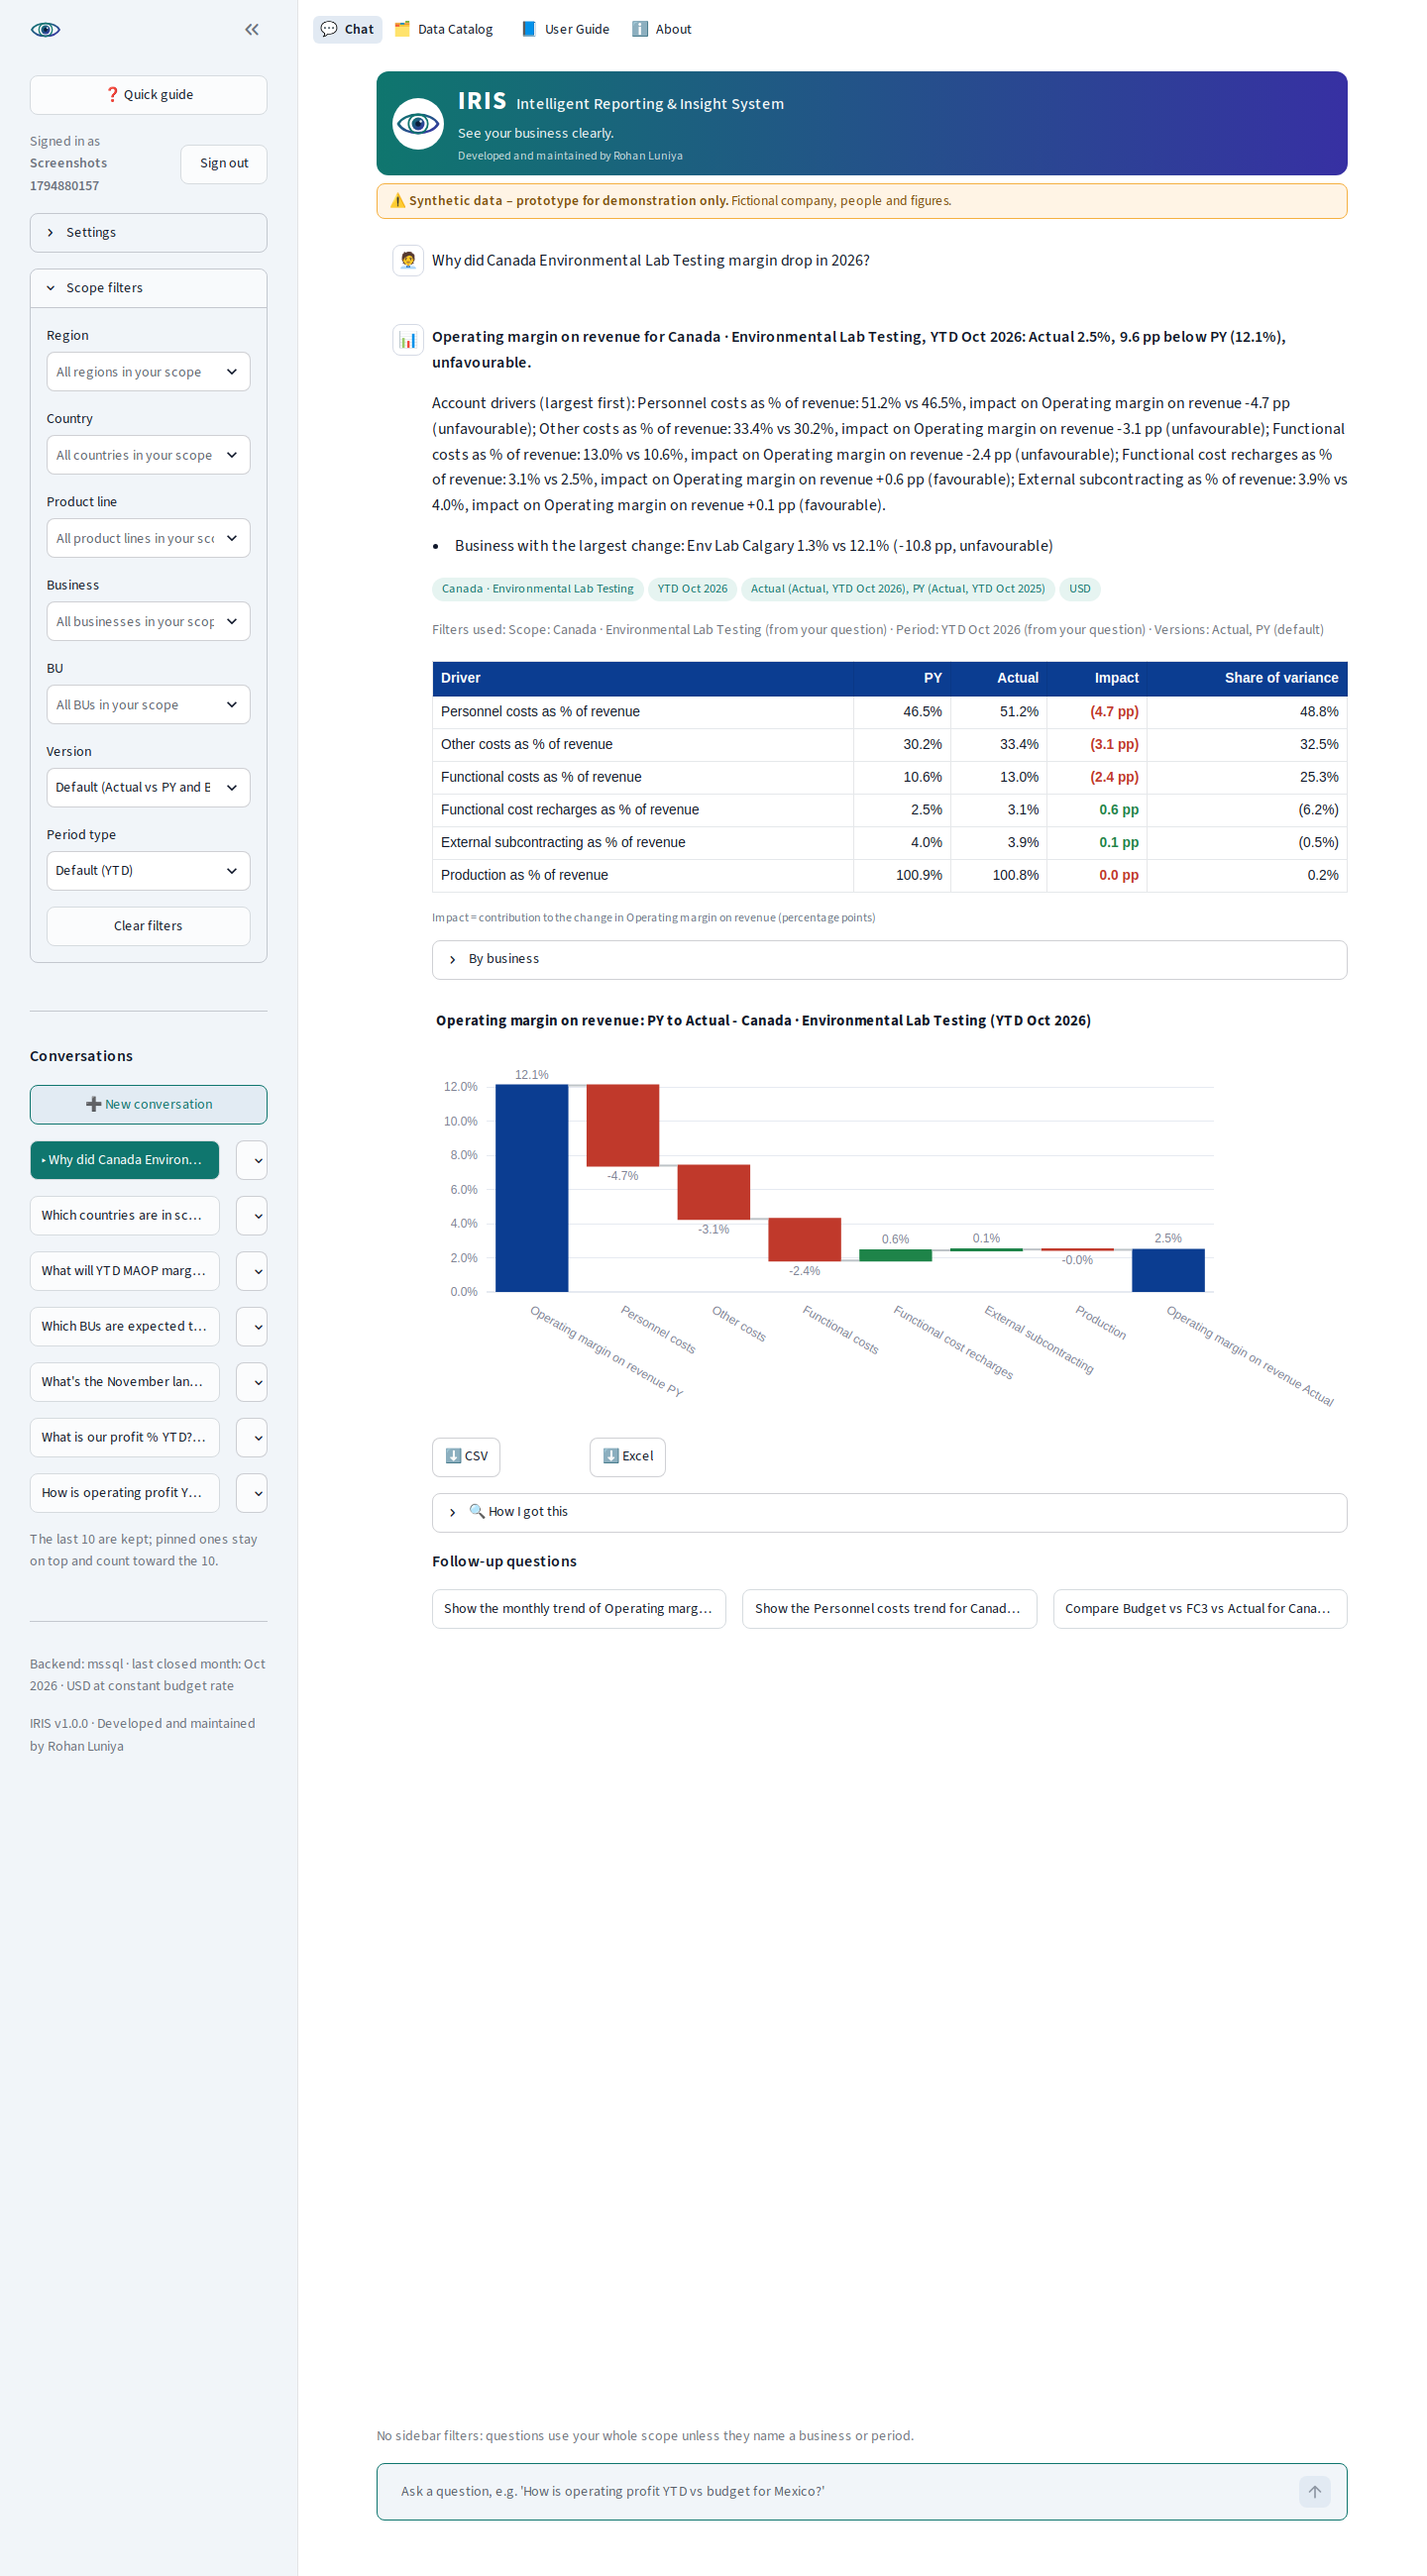 Quick guide
Signed in as
Screenshots
1794880157
Sign out
Settings
Scope filters
Region
All regions in your scope
Country
All countries in your scope
Product line
All product lines in your sco
Business
All businesses in your scop
BU
All BUs in your scope
Version
Default (Actual vs PY and B
Period type
Default (YTD)
Clear filters
Conversations
New conversation
Why did Canada Environ...
Which countries are in sc...
What will YTD MAOP marg...
Which BUs are expected t...
What's the November lan...
What is our profit % YTD?...
How is operating profit Y...
The last 10 are kept; pinned ones stay
on top and count toward the 10.
Backend: mssql · last closed month: Oct
2026 · USD at constant budget rate
IRIS v1.0.0 · Developed and maintained
by Rohan Luniya
Chat Data Catalog User Guide About
IRIS Intelligent Reporting & Insight System
See your business clearly.
Developed and maintained by Rohan Luniya
Synthetic data – prototype for demonstration only. Fictional company, people and figures.
Why did Canada Environmental Lab Testing margin drop in 2026?
Operating margin on revenue for Canada · Environmental Lab Testing, YTD Oct 2026: Actual 2.5%, 9.6 pp below PY (12.1%),
unfavourable.
Account drivers (largest first): Personnel costs as % of revenue: 51.2% vs 46.5%, impact on Operating margin on revenue -4.7 pp
(unfavourable); Other costs as % of revenue: 33.4% vs 30.2%, impact on Operating margin on revenue -3.1 pp (unfavourable); Functional
costs as % of revenue: 13.0% vs 10.6%, impact on Operating margin on revenue -2.4 pp (unfavourable); Functional cost recharges as %
of revenue: 3.1% vs 2.5%, impact on Operating margin on revenue +0.6 pp (favourable); External subcontracting as % of revenue: 3.9% vs
4.0%, impact on Operating margin on revenue +0.1 pp (favourable).
• Business with the largest change: Env Lab Calgary 1.3% vs 12.1% (-10.8 pp, unfavourable)
Canada · Environmental Lab Testing YTD Oct 2026 Actual (Actual, YTD Oct 2026), PY (Actual, YTD Oct 2025) USD
Filters used: Scope: Canada · Environmental Lab Testing (from your question) · Period: YTD Oct 2026 (from your question) · Versions: Actual, PY (default)
Driver PY Actual Impact Share of variance
Personnel costs as % of revenue 46.5% 51.2% (4.7 pp) 48.8%
Other costs as % of revenue 30.2% 33.4% (3.1 pp) 32.5%
Functional costs as % of revenue 10.6% 13.0% (2.4 pp) 25.3%
Functional cost recharges as % of revenue 2.5% 3.1% 0.6 pp (6.2%)
External subcontracting as % of revenue 4.0% 3.9% 0.1 pp (0.5%)
Production as % of revenue 100.9% 100.8% 0.0 pp 0.2%
Impact = contribution to the change in Operating margin on revenue (percentage points)
By business
Operating margin on revenue: PY to Actual - Canada · Environmental Lab Testing (YTD Oct 2026)
12.0%
10.0%
8.0%
6.0%
4.0%
2.0%
0.0%
12.1%
-4.7%
-3.1%
-2.4%
0.6%
0.1%
-0.0%
2.5%
Operating margin on revenue PY
Personnel costs
Other costs
Functional costs
Functional cost recharges
External subcontracting
Production
Operating margin on revenue Actual
CSV Excel
How I got this
Follow-up questions
Show the monthly trend of Operating marg...
Show the Personnel costs trend for Canad...
Compare Budget vs FC3 vs Actual for Cana...
No sidebar filters: questions use your whole scope unless they name a business or period.
Ask a question, e.g. 'How is operating profit YTD vs budget for Mexico?'